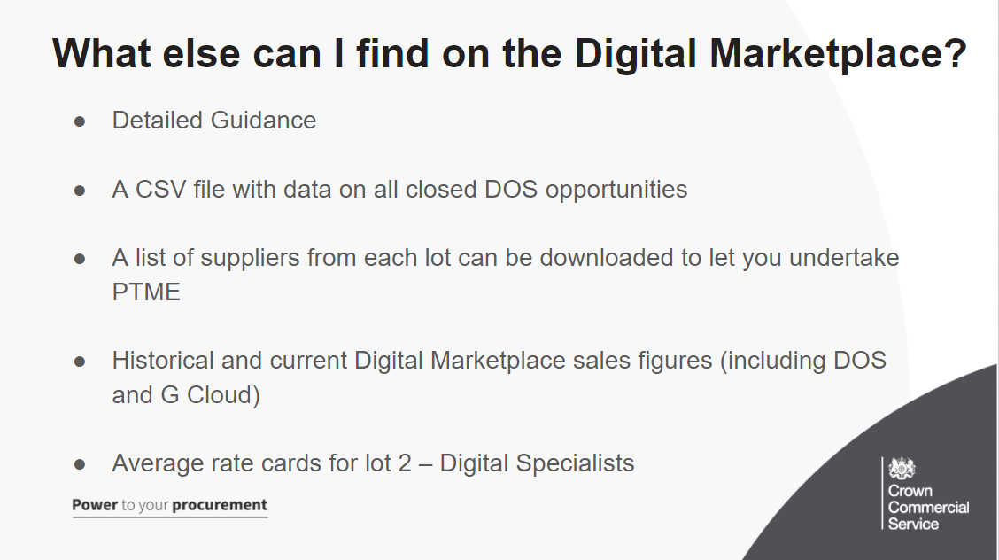 What else can I find on the Digital Marketplace?
● Detailed Guidance
● A CSV file with data on all closed DOS opportunities
● A list of suppliers from each lot can be downloaded to let you undertake
PTME
● Historical and current Digital Marketplace sales figures (including DOS
and G Cloud)
● Average rate cards for lot 2 – Digital Specialists
Power to your procurement
Crown
Commercial
Service